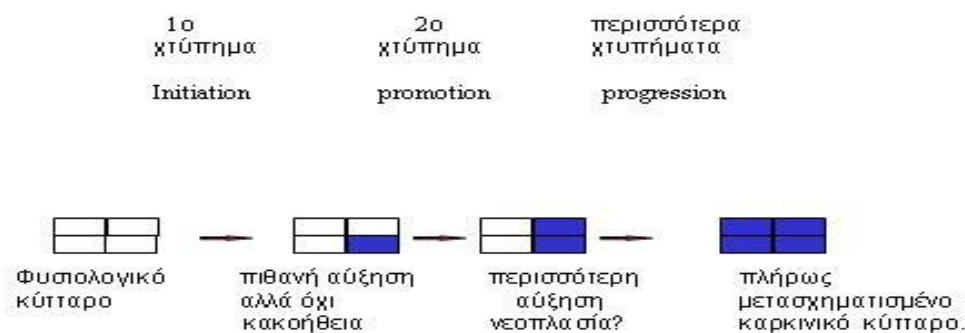 1ο 2ο περισσότερα
χτύπημα χτύπημα χτυπήματα
Initiation promotion progression
Φυσιολογικό πιθανή αύξηση περισσότερη πλήρως
κύτταρο αλλά όχι αύξηση μετασχηματισμένο
κακοήθεια νεοπλασία? καρκινικό κύτταρο.